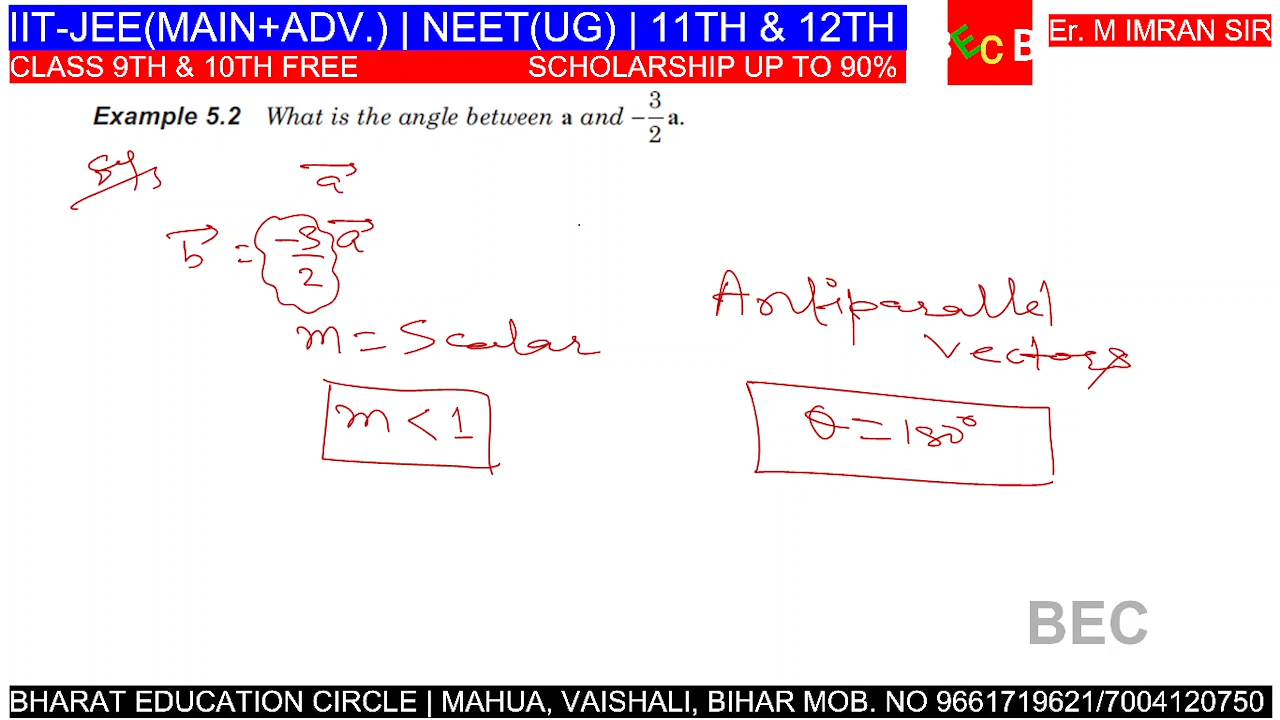 IIT-JEE(MAIN+ADV.) | NEET(UG) | 11TH & 12TH
BEC B
Er. M IMRAN SIR
CLASS 9TH & 10TH FREE SCHOLARSHIP UP TO 90%
Example 5.2 What is the angle between a and −3/2 a.
Sol,
a⃗
b⃗ = −3/2 a⃗
m = Scalar
m < 1
Antiparallel
Vectors
θ = 180°
BEC
BHARAT EDUCATION CIRCLE | MAHUA, VAISHALI, BIHAR MOB. NO 9661719621/7004120750